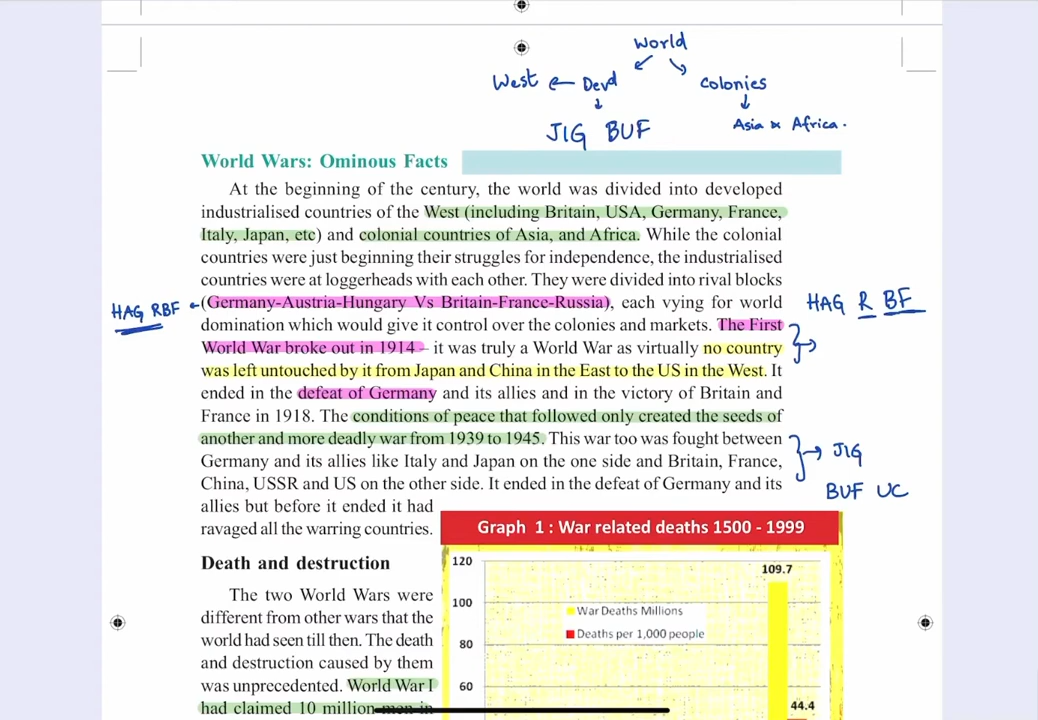 World
West ← Devd
Colonies
JIG BUF
Asia & Africa.
World Wars: Ominous Facts
At the beginning of the century, the world was divided into developed
industrialised countries of the West (including Britain, USA, Germany, France,
Italy, Japan, etc) and colonial countries of Asia, and Africa. While the colonial
countries were just beginning their struggles for independence, the industrialised
countries were at loggerheads with each other. They were divided into rival blocks
HAG RBF
(Germany-Austria-Hungary Vs Britain-France-Russia), each vying for world
HAG R BF
domination which would give it control over the colonies and markets. The First
World War broke out in 1914 – it was truly a World War as virtually no country
was left untouched by it from Japan and China in the East to the US in the West. It
ended in the defeat of Germany and its allies and in the victory of Britain and
France in 1918. The conditions of peace that followed only created the seeds of
another and more deadly war from 1939 to 1945. This war too was fought between
Germany and its allies like Italy and Japan on the one side and Britain, France,
JIG
China, USSR and US on the other side. It ended in the defeat of Germany and its
BUF UC
allies but before it ended it had
ravaged all the warring countries.
Graph 1 : War related deaths 1500 - 1999
Death and destruction
120
109.7
The two World Wars were
different from other wars that the
world had seen till then. The death
and destruction caused by them
was unprecedented. World War I
had claimed 10 million men in
100
War Deaths Millions
Deaths per 1,000 people
80
60
44.4